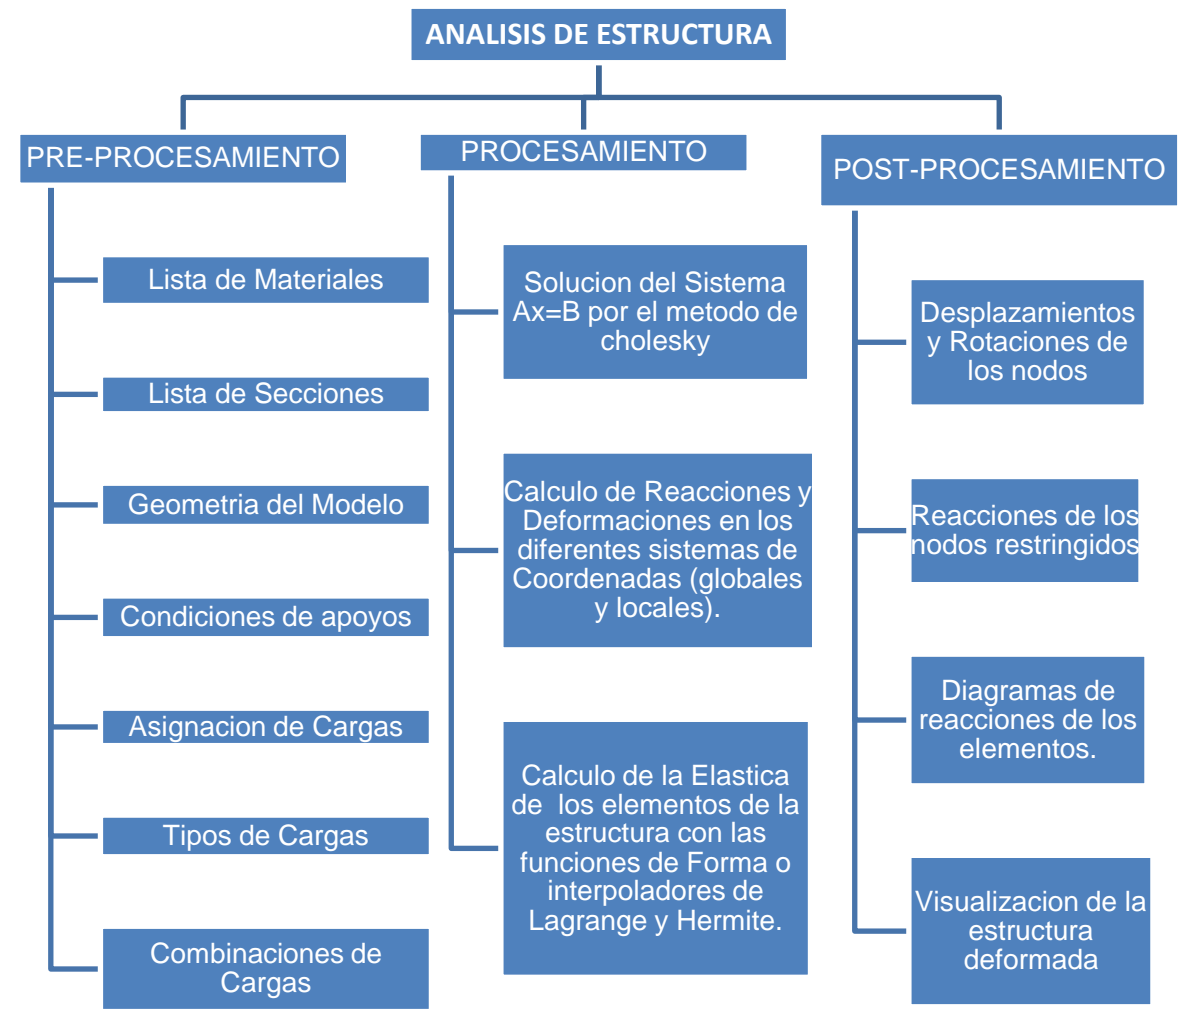 ANALISIS DE ESTRUCTURA
PRE-PROCESAMIENTO
Lista de Materiales
Lista de Secciones
Geometria del Modelo
Condiciones de apoyos
Asignacion de Cargas
Tipos de Cargas
Combinaciones de
Cargas
PROCESAMIENTO
Solucion del Sistema
Ax=B por el metodo de
cholesky
Calculo de Reacciones y
Deformaciones en los
diferentes sistemas de
Coordenadas (globales
y locales).
Calculo de la Elastica
de los elementos de la
estructura con las
funciones de Forma o
interpoladores de
Lagrange y Hermite.
POST-PROCESAMIENTO
Desplazamientos
y Rotaciones de
los nodos
Reacciones de los
nodos restringidos
Diagramas de
reacciones de los
elementos.
Visualizacion de la
estructura
deformada